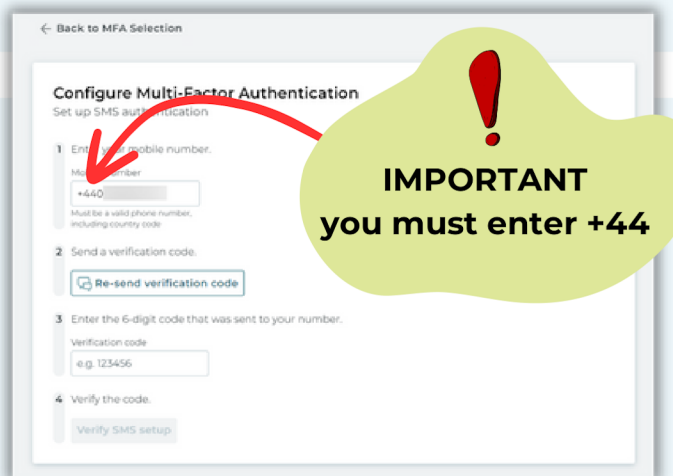 ← Back to MFA Selection
Configure Multi-Factor Authentication
Set up SMS authentication
1 Enter your mobile number.
Mobile number
+440
Must be a valid phone number,
including country code
2 Send a verification code.
Re-send verification code
3 Enter the 6-digit code that was sent to your number.
Verification code
e.g. 123456
4 Verify the code.
Verify SMS setup
IMPORTANT
you must enter +44